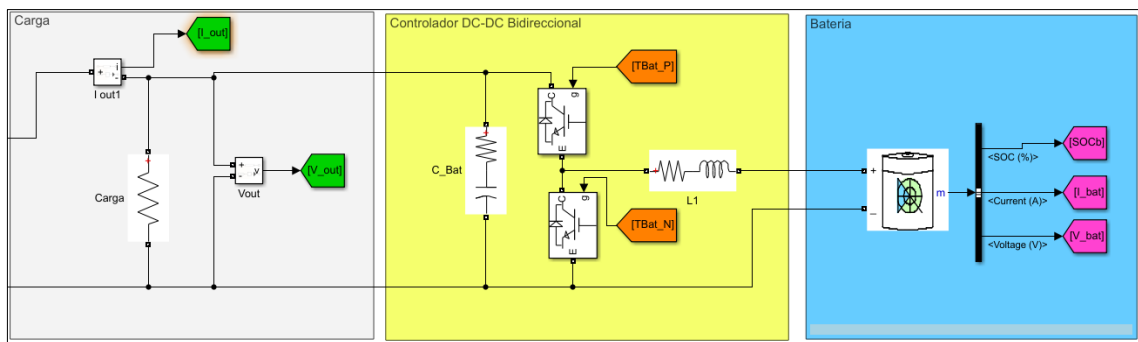 Carga
[I_out]
+
i
-
I out1
Carga
+
-
v
Vout
[V_out]
Controlador DC-DC Bidireccional
[TBat_P]
C
g
E
C_Bat
+
L1
C
g
E
[TBat_N]
Bateria
+
_
m
<SOC (%)>
[SOCb]
<Current (A)>
[I_bat]
<Voltage (V)>
[V_bat]